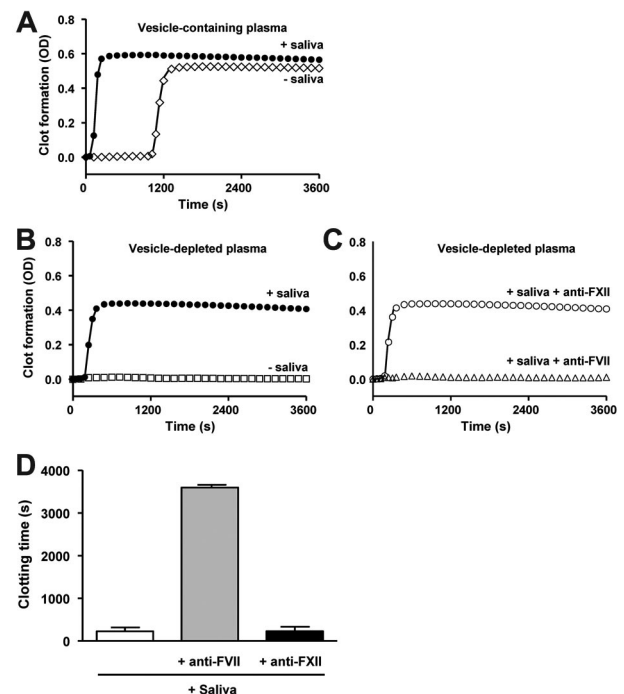 A
Vesicle-containing plasma
Clot formation (OD)
0.8
0.6
0.4
0.2
0.0
+ saliva
- saliva
0 1200 2400 3600
Time (s)
B
Vesicle-depleted plasma
Clot formation (OD)
0.8
0.6
0.4
0.2
0.0
+ saliva
- saliva
0 1200 2400 3600
Time (s)
C
Vesicle-depleted plasma
0.8
0.6
0.4
0.2
0.0
+ saliva + anti-FXII
+ saliva + anti-FVII
0 1200 2400 3600
Time (s)
D
Clotting time (s)
4000
3000
2000
1000
0
+ anti-FVII + anti-FXII
+ Saliva